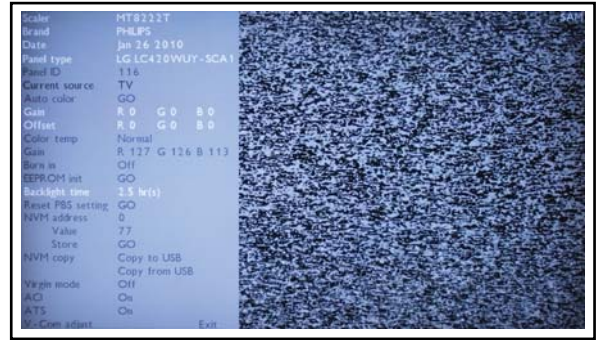 Scaler MT8222T SAM
Brand PHILIPS
Date Jan 26 2010
Panel type LG LC420WUY-SCA1
Panel ID 116
Current source TV
Auto color GO
Gain R 0 G 0 B 0
Offset R 0 G 0 B 0
Color temp Normal
Gain R 127 G 126 B 113
Born in Off
EEPROM init GO
Backlight time 2.5 hr(s)
Reset PBS setting GO
NVM address 0
Value 77
Store GO
NVM copy Copy to USB
Copy from USB
Virgin mode Off
ACI On
ATS On
V-Com adjust Exit